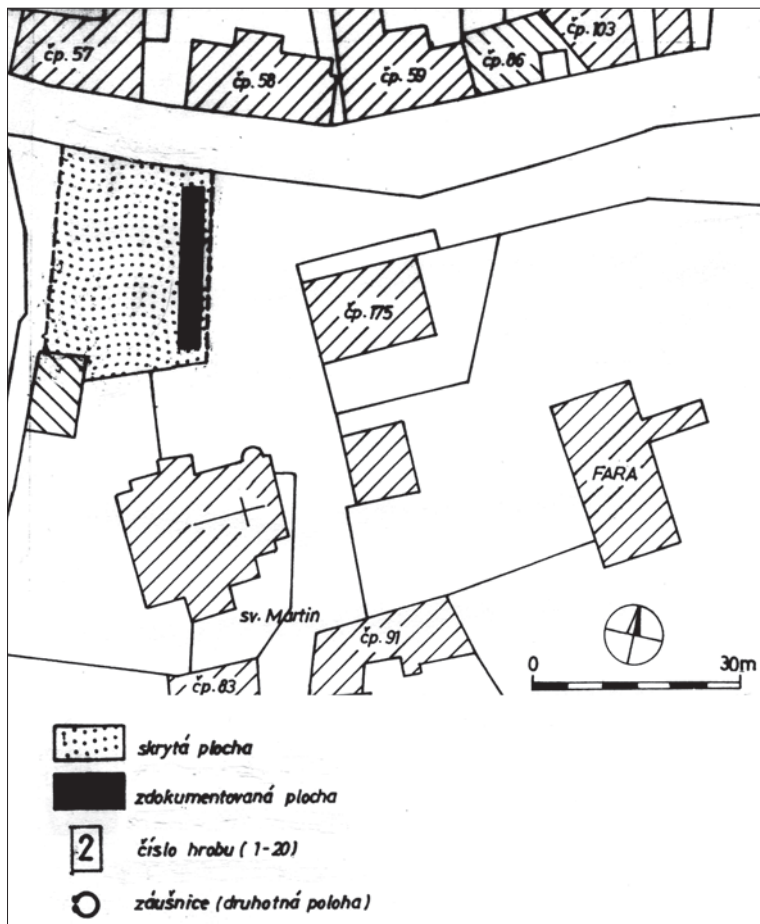 čp. 57
čp. 58
čp. 59
čp. 86
čp. 103
čp. 175
FARA
sv. Martin
čp. 91
čp. 83
0 30m
skrytá plocha
zdokumentovaná plocha
2 číslo hrobu (1-20)
záušnice (druhotná poloha)